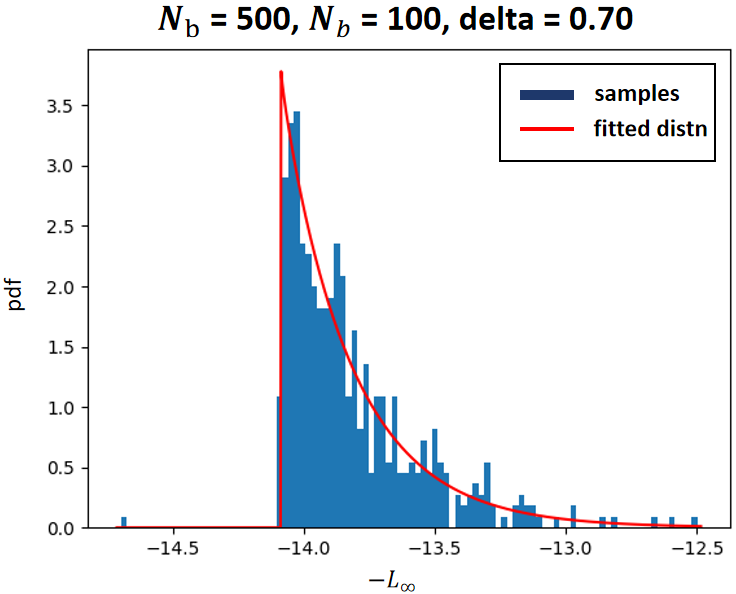 N_b = 500, N_b = 100, delta = 0.70
samples
fitted distn
pdf
3.5
3.0
2.5
2.0
1.5
1.0
0.5
0.0
−14.5 −14.0 −13.5 −13.0 −12.5
−L_∞